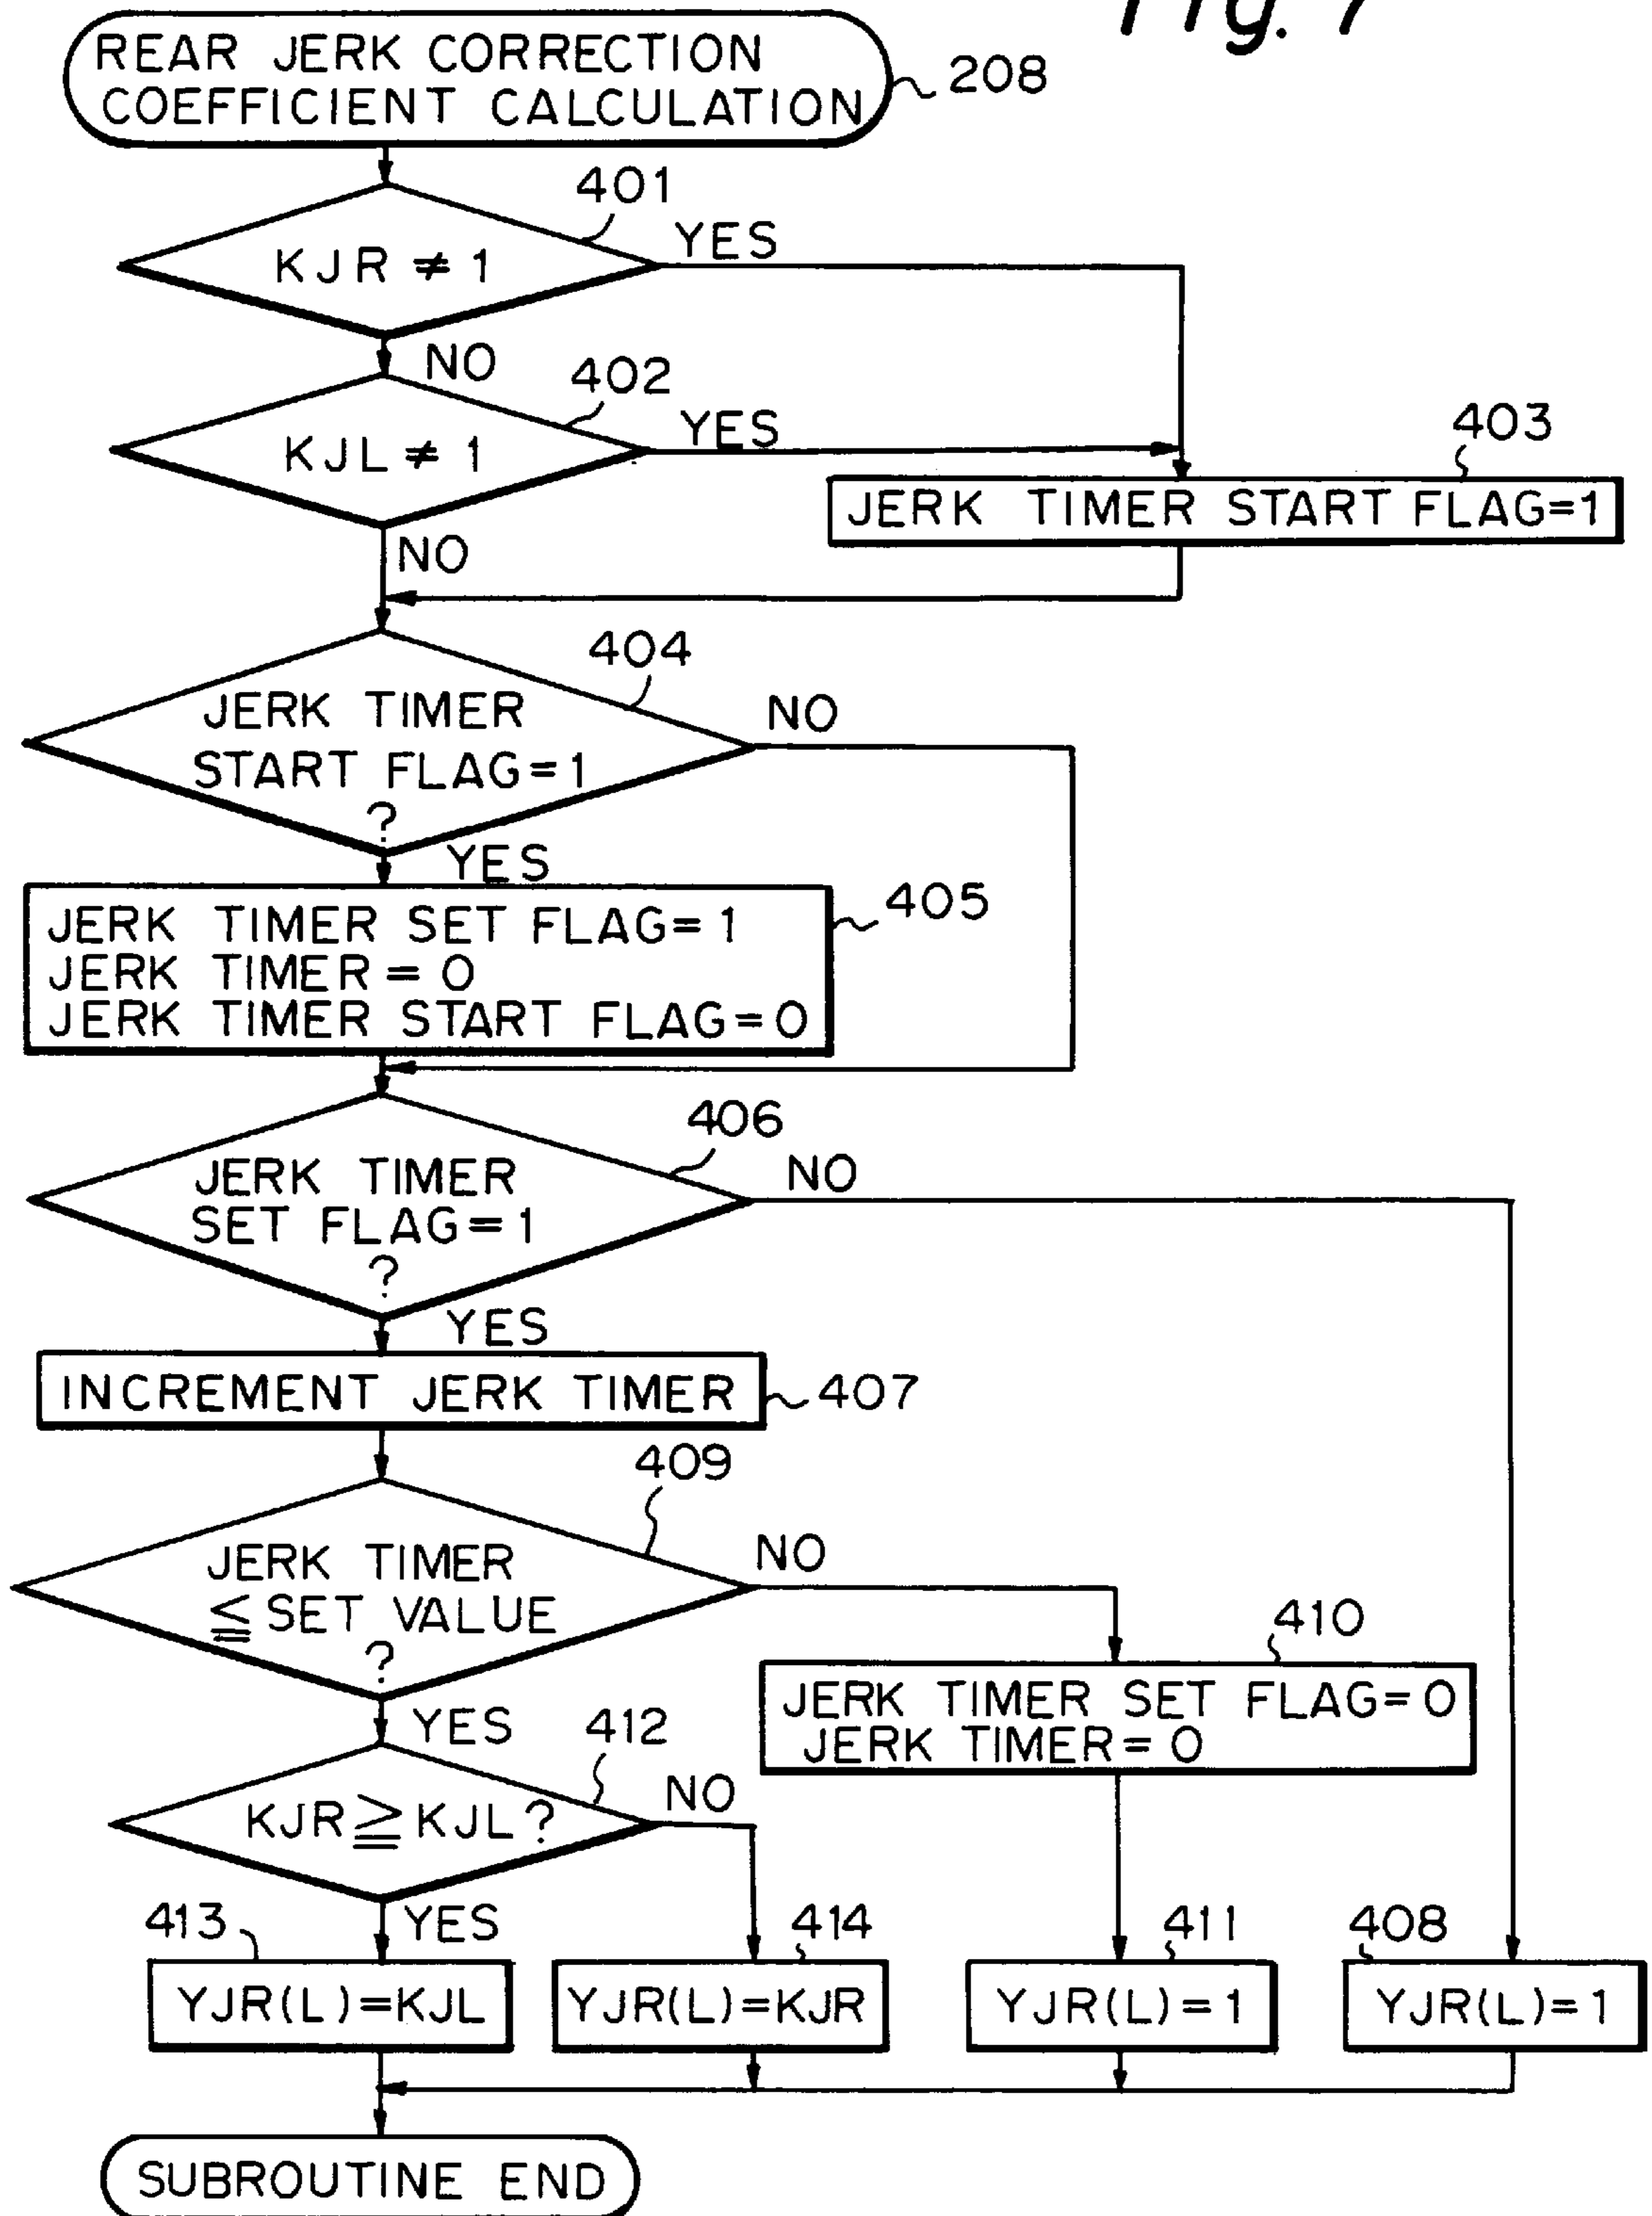 Fig. 7
REAR JERK CORRECTION
COEFFICIENT CALCULATION
208
401
KJR ≠ 1
YES
NO
402
KJL ≠ 1
YES
403
JERK TIMER START FLAG=1
NO
404
JERK TIMER
START FLAG=1
?
NO
YES
405
JERK TIMER SET FLAG=1
JERK TIMER=0
JERK TIMER START FLAG=0
406
JERK TIMER
SET FLAG=1
?
NO
YES
INCREMENT JERK TIMER
407
409
JERK TIMER
≦ SET VALUE
?
NO
410
JERK TIMER SET FLAG=0
JERK TIMER=0
YES
412
KJR ≧ KJL?
NO
YES
413
YJR(L)=KJL
414
YJR(L)=KJR
411
YJR(L)=1
408
YJR(L)=1
SUBROUTINE END